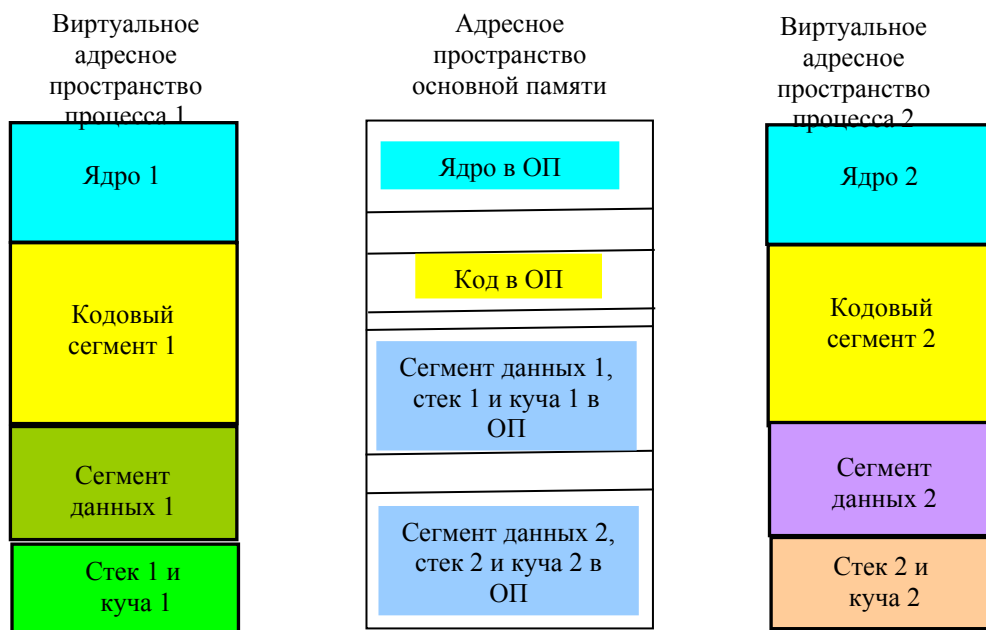 Виртуальное
адресное
пространство
процесса 1
Ядро 1
Кодовый
сегмент 1
Сегмент
данных 1
Стек 1 и
куча 1
Адресное
пространство
основной памяти
Ядро в ОП
Код в ОП
Сегмент данных 1,
стек 1 и куча 1 в
ОП
Сегмент данных 2,
стек 2 и куча 2 в
ОП
Виртуальное
адресное
пространство
процесса 2
Ядро 2
Кодовый
сегмент 2
Сегмент
данных 2
Стек 2 и
куча 2